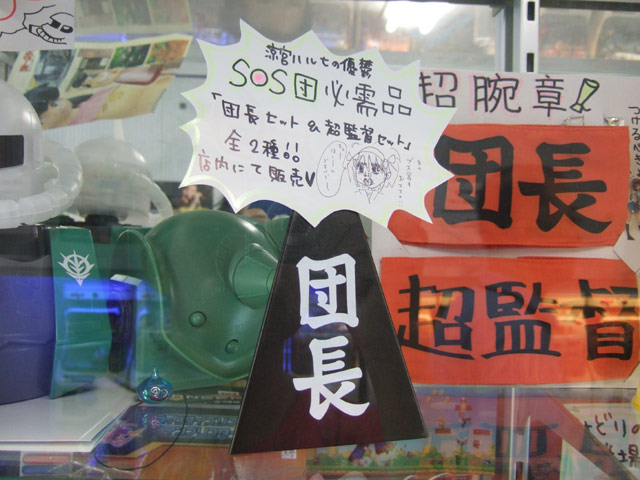 涼宮ハルヒの憂鬱
SOS団必需品
「団長セット&超監督セット」
全2種!!
店内にて販売
団長
超腕章!
団長
超監督